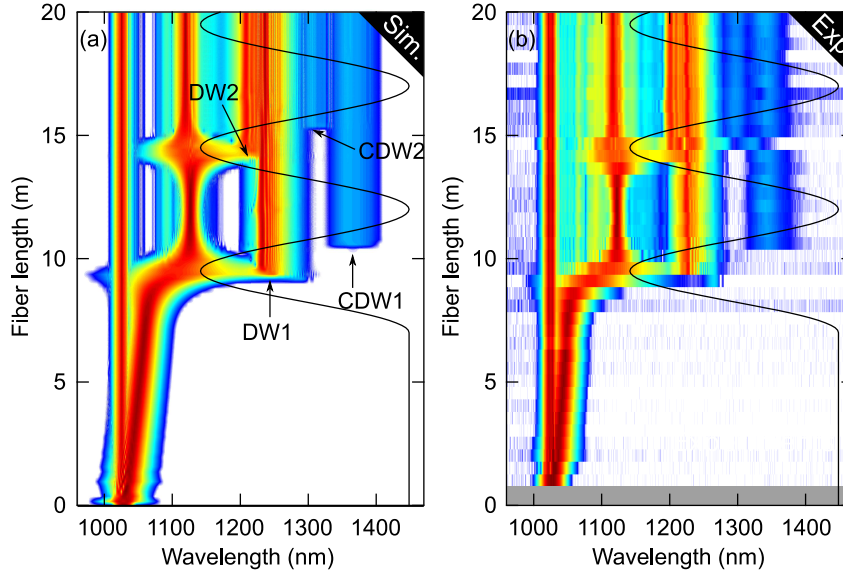 (a)
Sim.
DW2
CDW2
CDW1
DW1
20
15
10
5
0
Fiber length (m)
1000 1100 1200 1300 1400
Wavelength (nm)
(b)
Exp
20
15
10
5
0
Fiber length (m)
1000 1100 1200 1300 1400
Wavelength (nm)